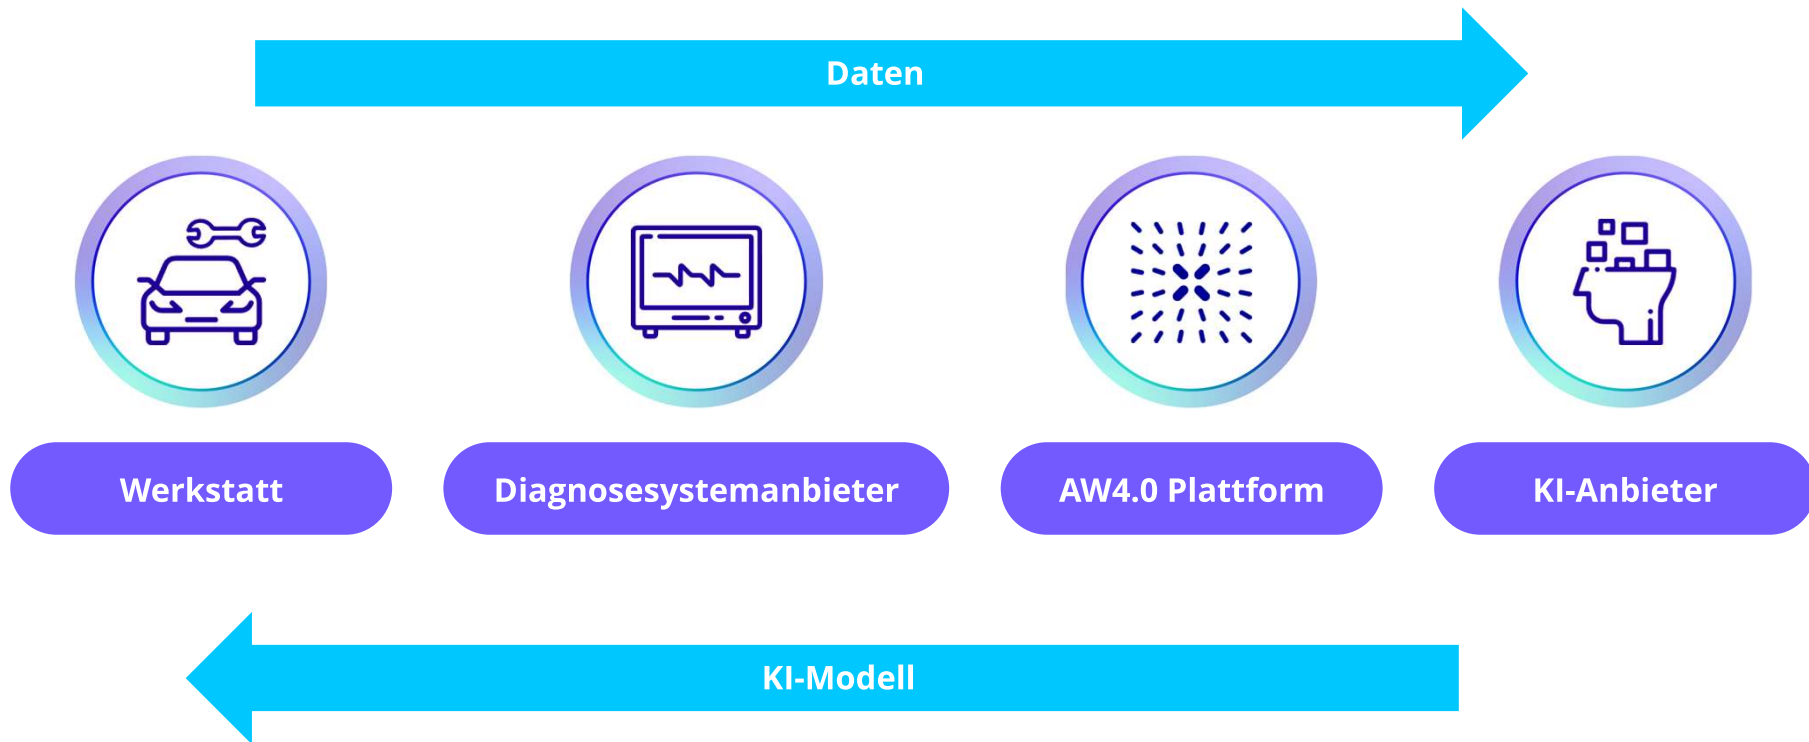 Daten
Werkstatt
Diagnosesystemanbieter
AW4.0 Plattform
KI-Anbieter
KI-Modell